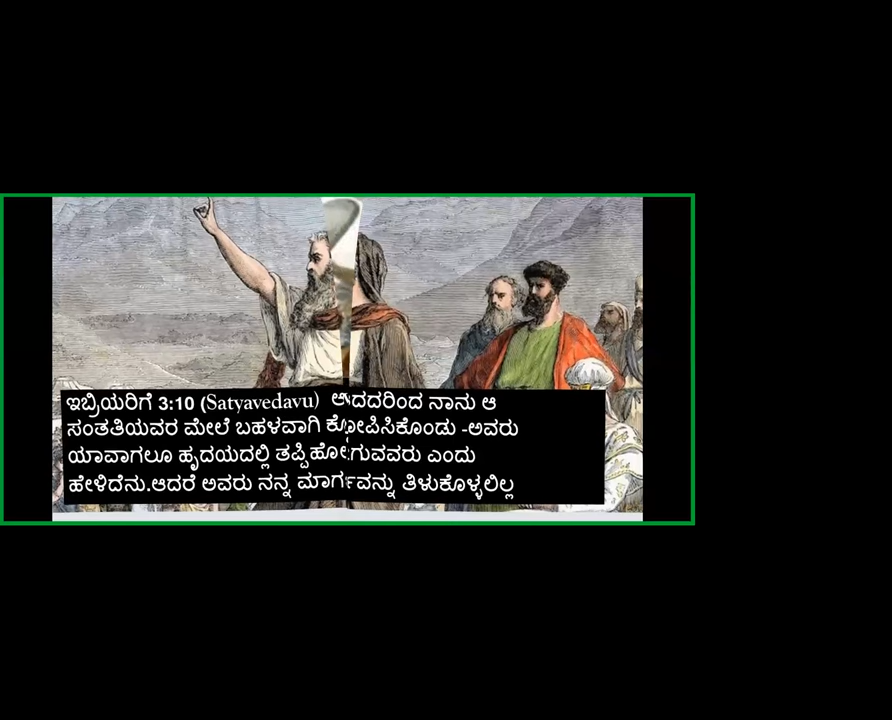 ಇಬ್ರಿಯರಿಗೆ 3:10 (Satyavedavu) ಆದದರಿಂದ ನಾನು ಆ
ಸಂತತಿಯವರ ಮೇಲೆ ಬಹಳವಾಗಿ ಕ್ರೋಪಿಸಿಕೊಂಡು -ಅವರು
ಯಾವಾಗಲೂ ಹೃದಯದಲ್ಲಿ ತಪ್ಪಿಹೋಗುವವರು ಎಂದು
ಹೇಳಿದೆನು.ಆದರೆ ಅವರು ನನ್ನ ಮಾರ್ಗವನ್ನು ತಿಳುಕೊಳ್ಳಲಿಲ್ಲ